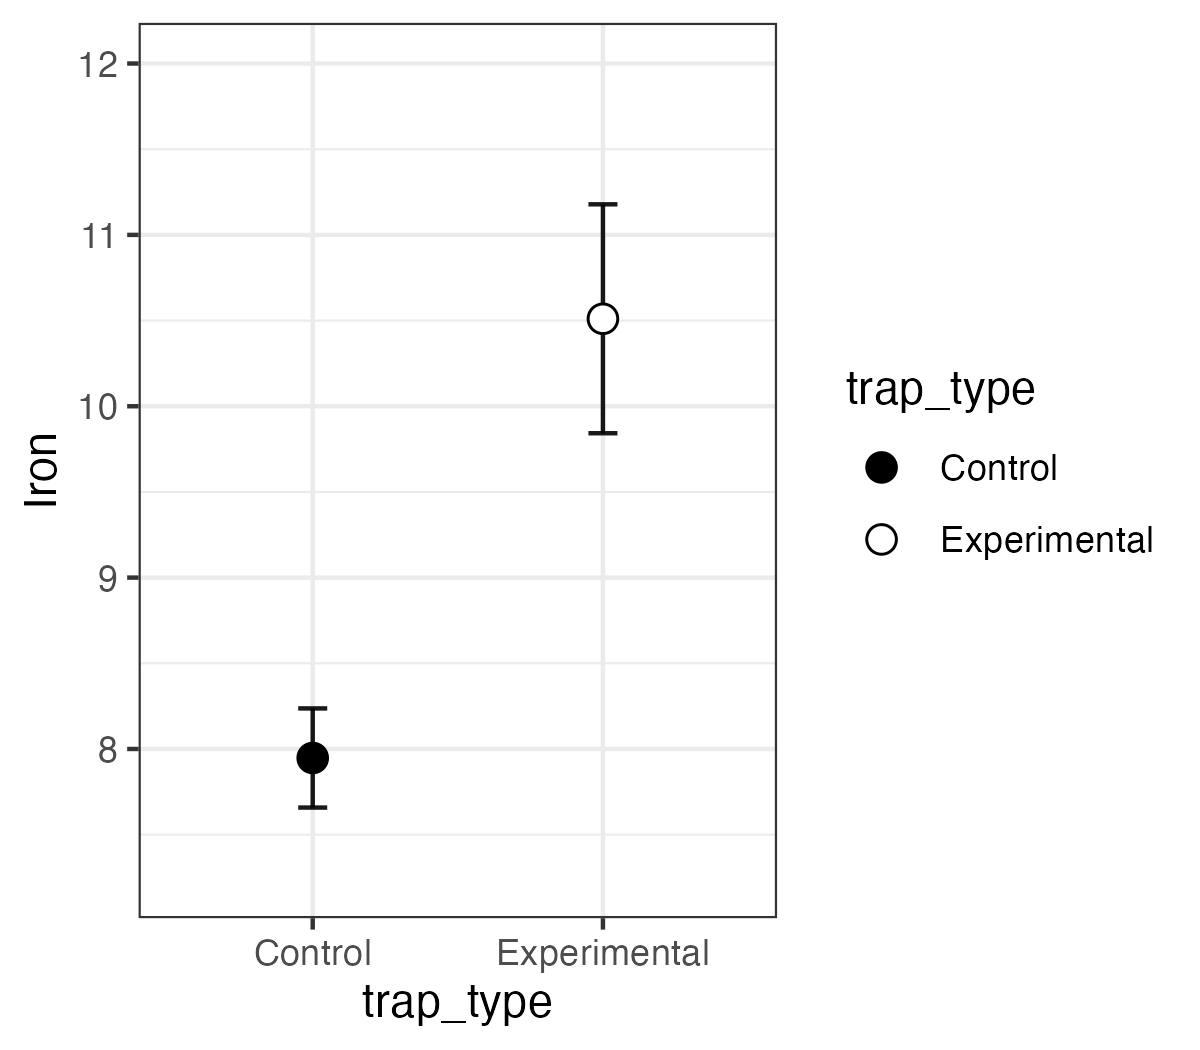 12
11
10
9
8
Iron
Control Experimental
trap_type
trap_type
Control
Experimental